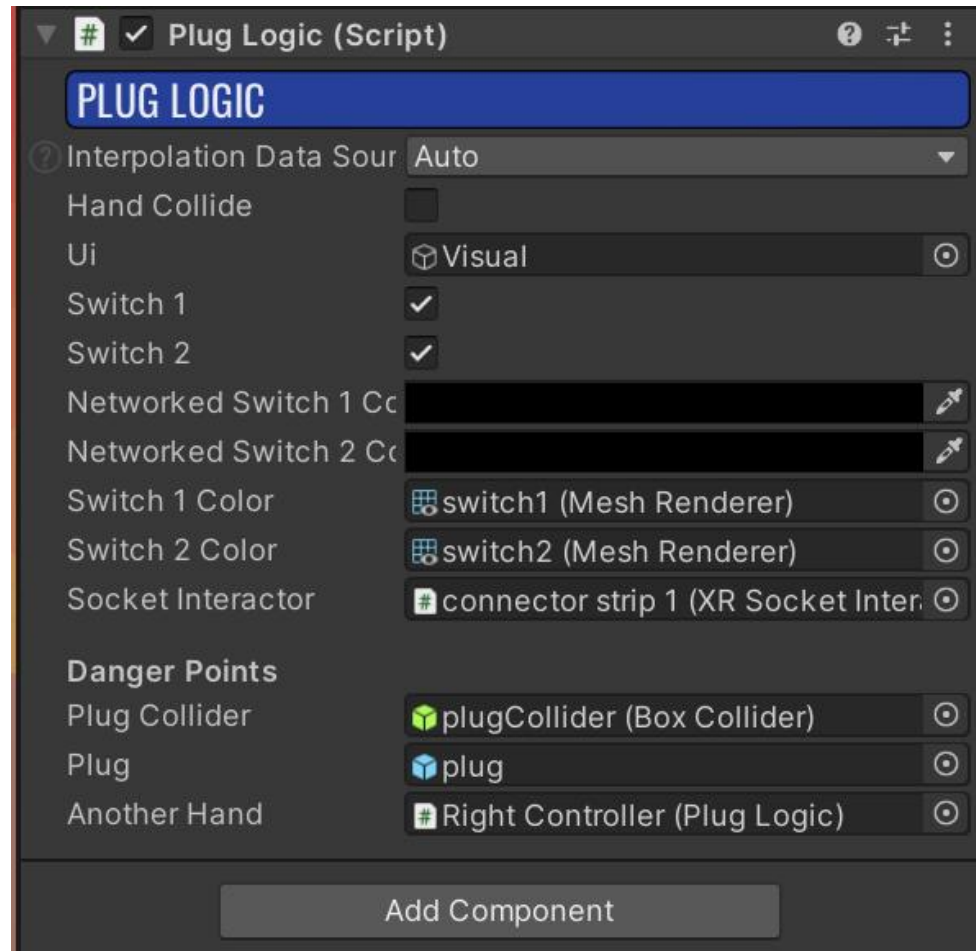 # Plug Logic (Script)
PLUG LOGIC
Interpolation Data Sour Auto
Hand Collide
Ui Visual
Switch 1
Switch 2
Networked Switch 1 Co
Networked Switch 2 Co
Switch 1 Color switch1 (Mesh Renderer)
Switch 2 Color switch2 (Mesh Renderer)
Socket Interactor # connector strip 1 (XR Socket Inter
Danger Points
Plug Collider plugCollider (Box Collider)
Plug plug
Another Hand # Right Controller (Plug Logic)
Add Component